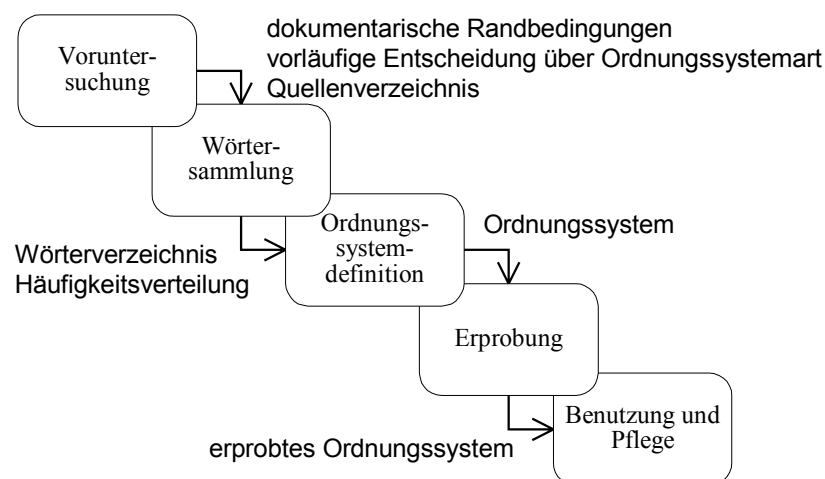 Vorunter-
suchung
dokumentarische Randbedingungen
vorläufige Entscheidung über Ordnungssystemart
Quellenverzeichnis
Wörter-
sammlung
Wörterverzeichnis
Häufigkeitsverteilung
Ordnungs-
system-
definition
Ordnungssystem
Erprobung
erprobtes Ordnungssystem
Benutzung und
Pflege